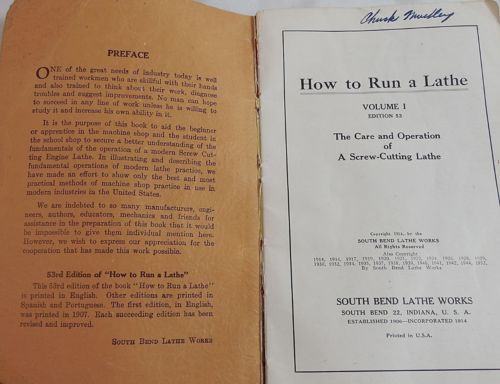 PREFACE
ONE of the great needs of industry today is well
trained workmen who are skillful with their hands
and also trained to think about their work, diagnose
troubles and suggest improvements. No man can hope
to succeed in any line of work unless he is willing to
study it and increase his own ability in it.
It is the purpose of this book to aid the beginner
or apprentice in the machine shop and the student in
the school shop to secure a better understanding of the
fundamentals of the operation of a modern Screw Cut-
ting Engine Lathe. In illustrating and describing the
fundamental operations of modern lathe practice, we
have made an effort to show only the best and most
practical methods of machine shop practice in use in
modern industries in the United States.
We are indebted to so many manufacturers, engi-
neers, authors, educators, mechanics and friends for
assistance in the preparation of this book that it would
be impossible to give them individual mention here.
However, we wish to express our appreciation for the
cooperation that has made this work possible.
53rd Edition of "How to Run a Lathe"
This 53rd edition of the book "How to Run a Lathe"
is printed in English. Other editions are printed in
Spanish and Portuguese. The first edition, in English,
was printed in 1907. Each succeeding edition has been
revised and improved.
SOUTH BEND LATHE WORKS
Chuck
How to Run a Lathe
VOLUME I
EDITION 53
The Care and Operation
of
A Screw-Cutting Lathe
Copyright 1914, by the
SOUTH BEND LATHE WORKS
All Rights Reserved
Also Copyright
By South Bend Lathe Works
SOUTH BEND LATHE WORKS
SOUTH BEND 22, INDIANA, U. S. A.
ESTABLISHED 1906—INCORPORATED 1914
Printed in U.S.A.